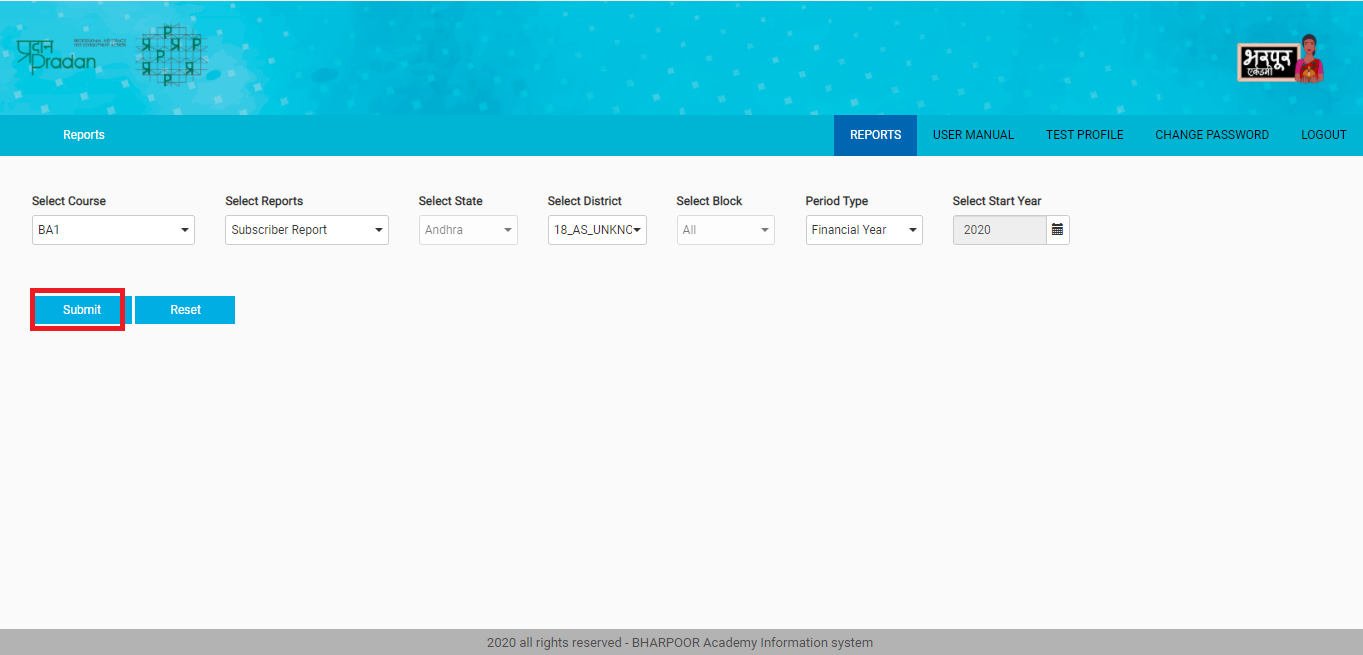 प्रदान
Pradan
भरपूर
एकेडमी
Reports
REPORTS
USER MANUAL
TEST PROFILE
CHANGE PASSWORD
LOGOUT
Select Course
Select Reports
Select State
Select District
Select Block
Period Type
Select Start Year
BA1
Subscriber Report
Andhra
18_AS_UNKNO
All
Financial Year
2020
Submit
Reset
2020 all rights reserved - BHARPOOR Academy Information system